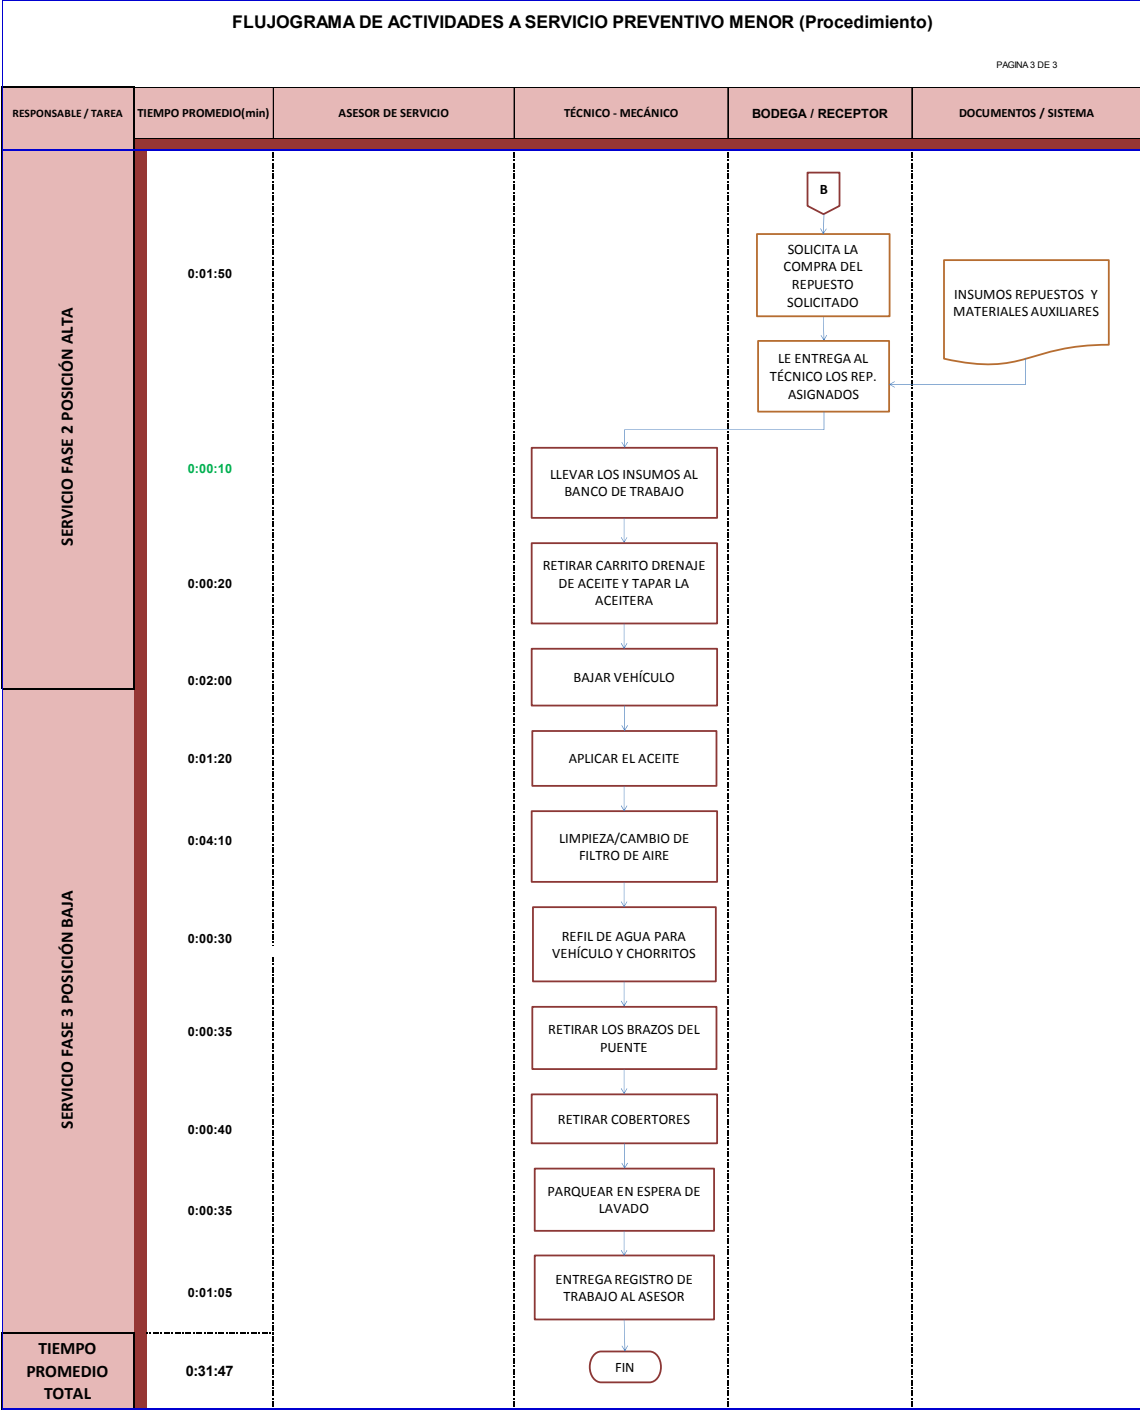 FLUJOGRAMA DE ACTIVIDADES A SERVICIO PREVENTIVO MENOR (Procedimiento)
PAGINA 3 DE 3
RESPONSABLE / TAREA
TIEMPO PROMEDIO(min)
ASESOR DE SERVICIO
TÉCNICO - MECÁNICO
BODEGA / RECEPTOR
DOCUMENTOS / SISTEMA
SERVICIO FASE 2 POSICIÓN ALTA
B
0:01:50
SOLICITA LA
COMPRA DEL
REPUESTO
SOLICITADO
INSUMOS REPUESTOS Y
MATERIALES AUXILIARES
LE ENTREGA AL
TÉCNICO LOS REP.
ASIGNADOS
0:00:10
LLEVAR LOS INSUMOS AL
BANCO DE TRABAJO
0:00:20
RETIRAR CARRITO DRENAJE
DE ACEITE Y TAPAR LA
ACEITERA
0:02:00
BAJAR VEHÍCULO
SERVICIO FASE 3 POSICIÓN BAJA
0:01:20
APLICAR EL ACEITE
0:04:10
LIMPIEZA/CAMBIO DE
FILTRO DE AIRE
0:00:30
REFIL DE AGUA PARA
VEHÍCULO Y CHORRITOS
0:00:35
RETIRAR LOS BRAZOS DEL
PUENTE
0:00:40
RETIRAR COBERTORES
0:00:35
PARQUEAR EN ESPERA DE
LAVADO
0:01:05
ENTREGA REGISTRO DE
TRABAJO AL ASESOR
TIEMPO
PROMEDIO
TOTAL
0:31:47
FIN